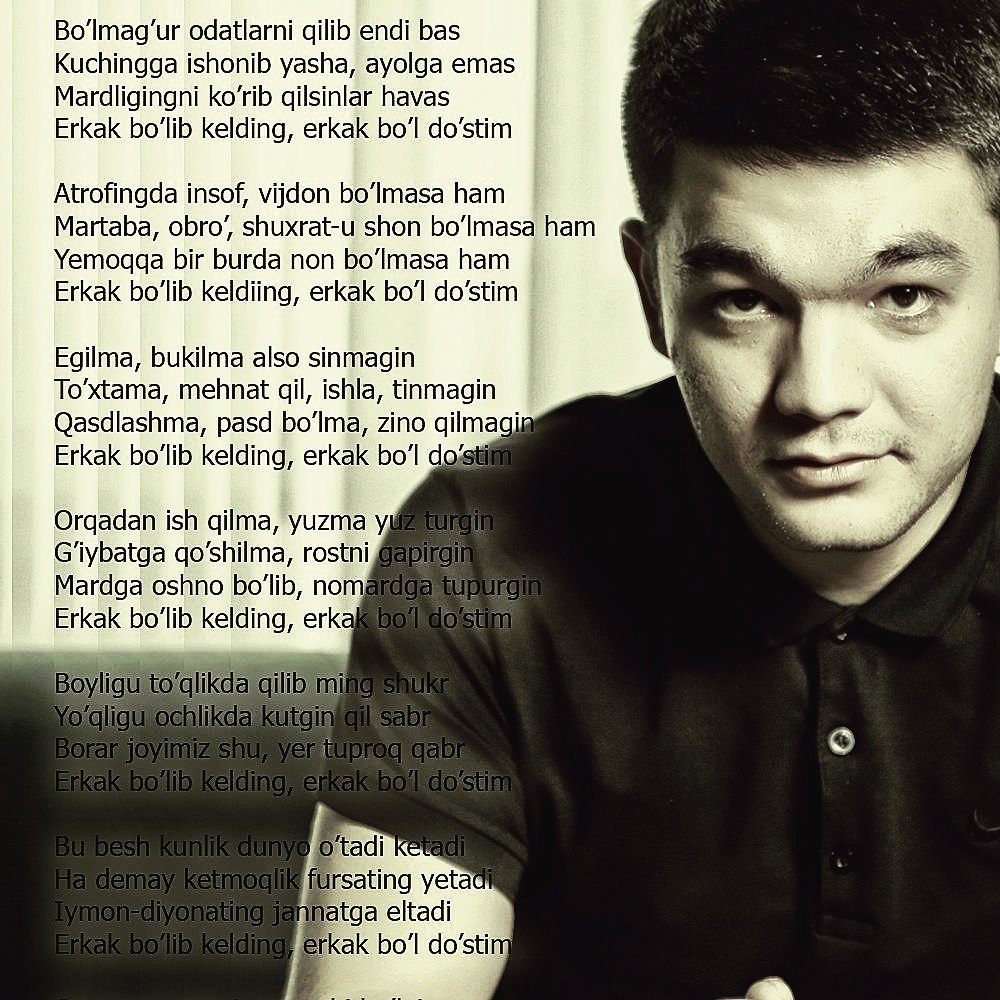 Bo’lmag’ur odatlarni qilib endi bas
Kuchingga ishonib yasha, ayolga emas
Mardligingni ko’rib qilsinlar havas
Erkak bo’lib kelding, erkak bo’l do’stim
Atrofingda insof, vijdon bo’lmasa ham
Martaba, obro’, shuxrat-u shon bo’lmasa ham
Yemoqqa bir burda non bo’lmasa ham
Erkak bo’lib keldiing, erkak bo’l do’stim
Egilma, bukilma also sinmagin
To’xtama, mehnat qil, ishla, tinmagin
Qasdlashma, pasd bo’lma, zino qilmagin
Erkak bo’lib kelding, erkak bo’l do’stim
Orqadan ish qilma, yuzma yuz turgin
G’iybatga qo’shilma, rostni gapirgin
Mardga oshno bo’lib, nomardga tupurgin
Erkak bo’lib kelding, erkak bo’l do’stim
Boyligu to’qlikda qilib ming shukr
Yo’qligu ochlikda kutgin qil sabr
Borar joyimiz shu, yer tuproq qabr
Erkak bo’lib kelding, erkak bo’l do’stim
Bu besh kunlik dunyo o’tadi ketadi
Ha demay ketmoqlik fursating yetadi
Iymon-diyonating jannatga eltadi
Erkak bo’lib kelding, erkak bo’l do’stim